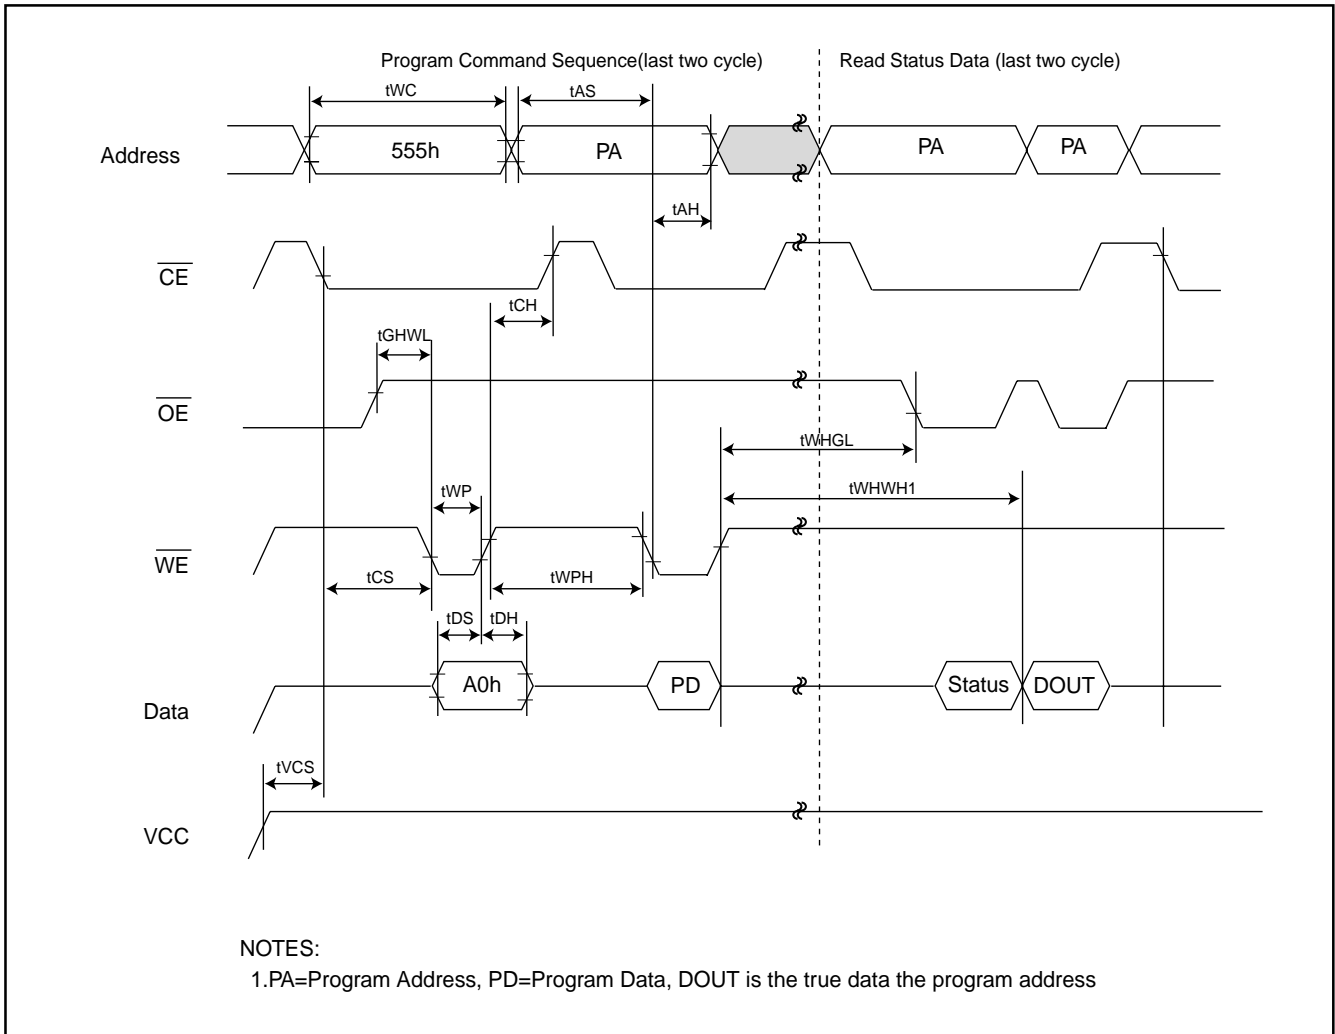 Program Command Sequence(last two cycle)
Read Status Data (last two cycle)
tWC
tAS
Address
555h
PA
PA
PA
tAH
CE
tCH
tGHWL
OE
tWHGL
tWP
tWHWH1
WE
tCS
tWPH
tDS
tDH
Data
A0h
PD
Status
DOUT
tVCS
VCC
NOTES:
1.PA=Program Address, PD=Program Data, DOUT is the true data the program address